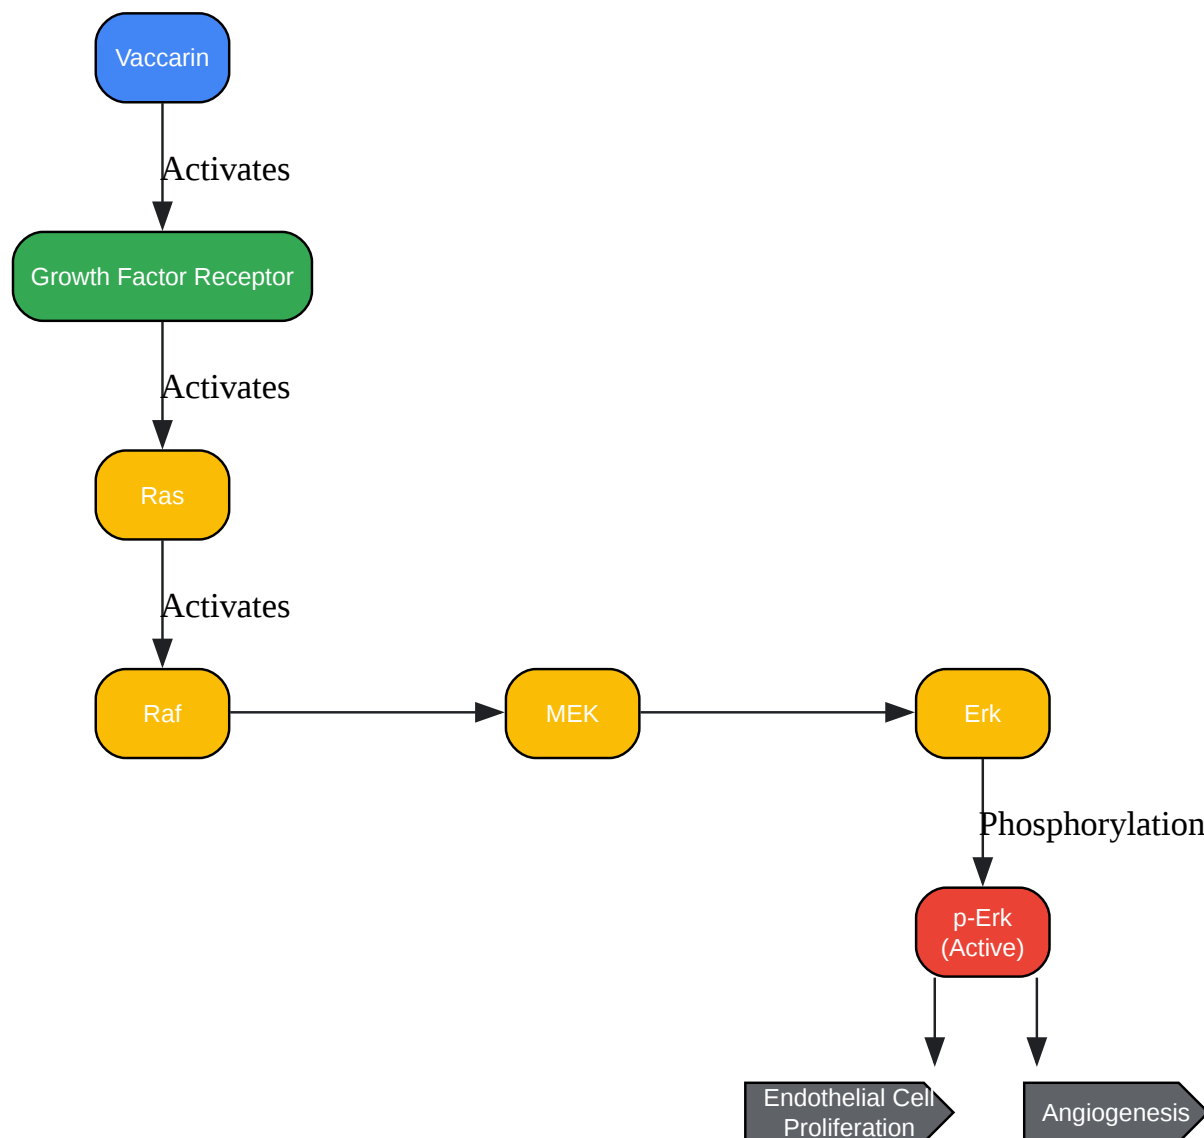 Vaccarin
Activates
Growth Factor Receptor
Activates
Ras
Activates
Raf
MEK
Erk
Phosphorylation
p-Erk
(Active)
Endothelial Cell
Proliferation
Angiogenesis